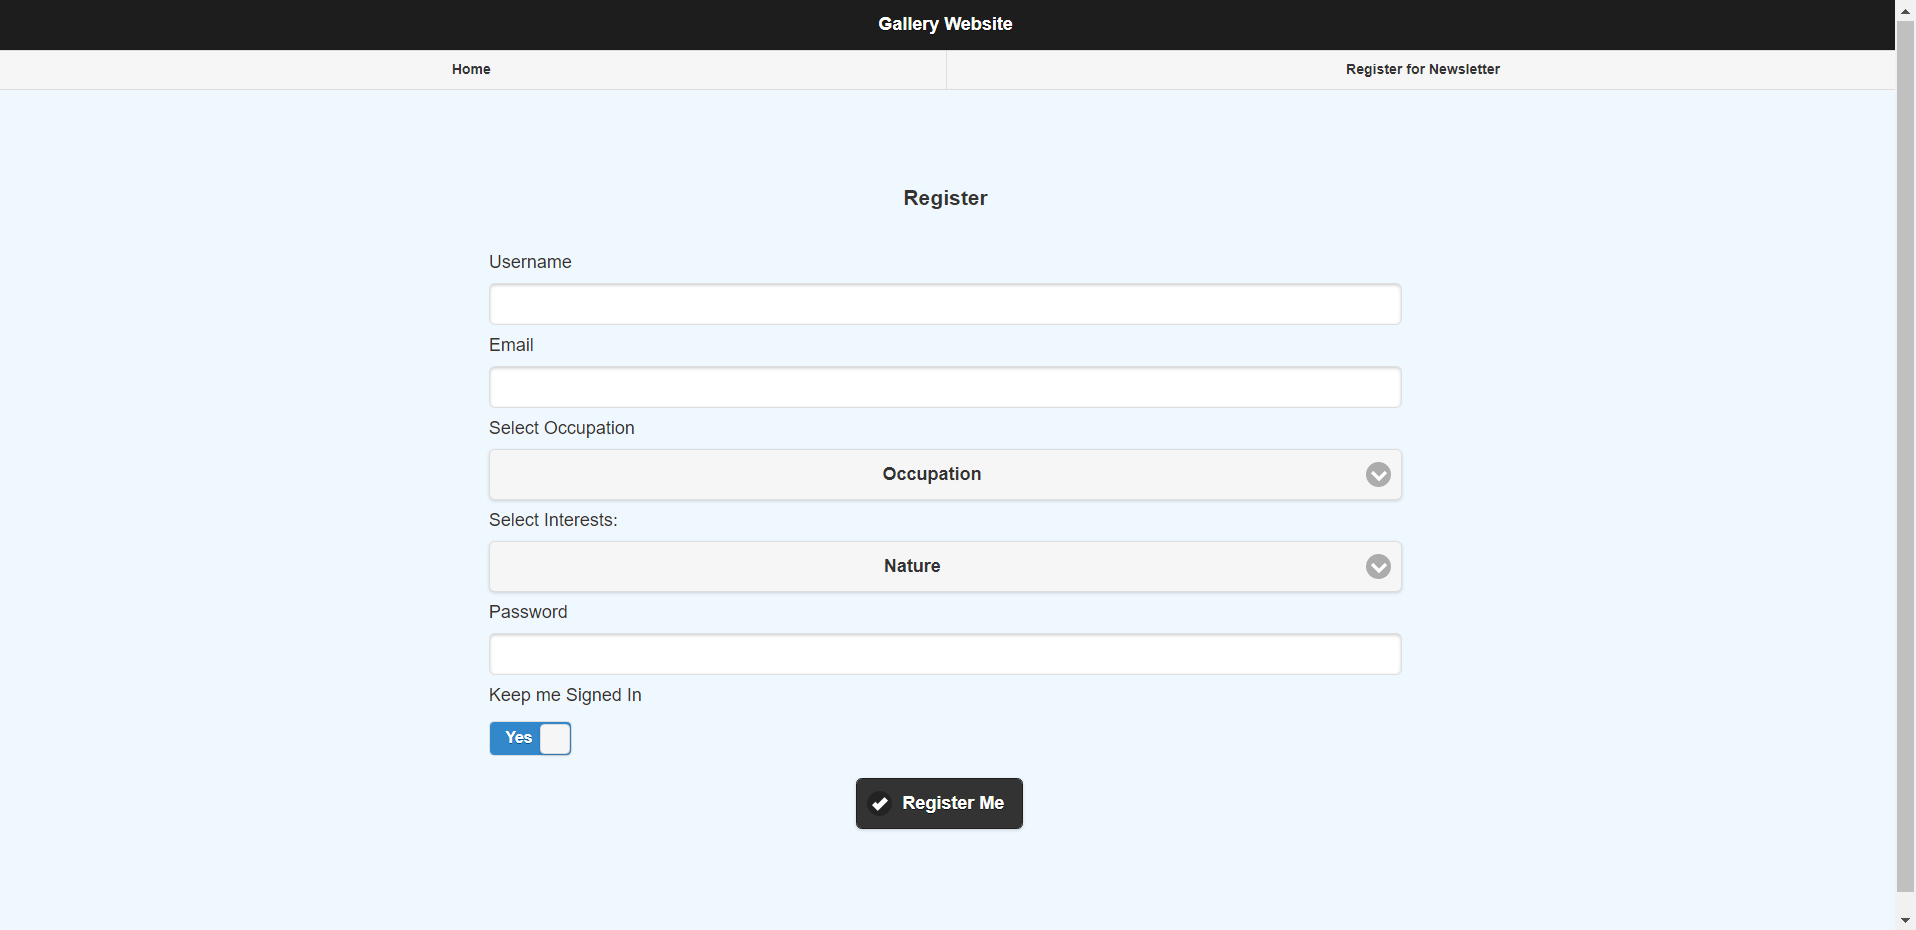 Gallery Website
Home
Register for Newsletter
Register
Username
Email
Select Occupation
Occupation
Select Interests:
Nature
Password
Keep me Signed In
Yes
Register Me